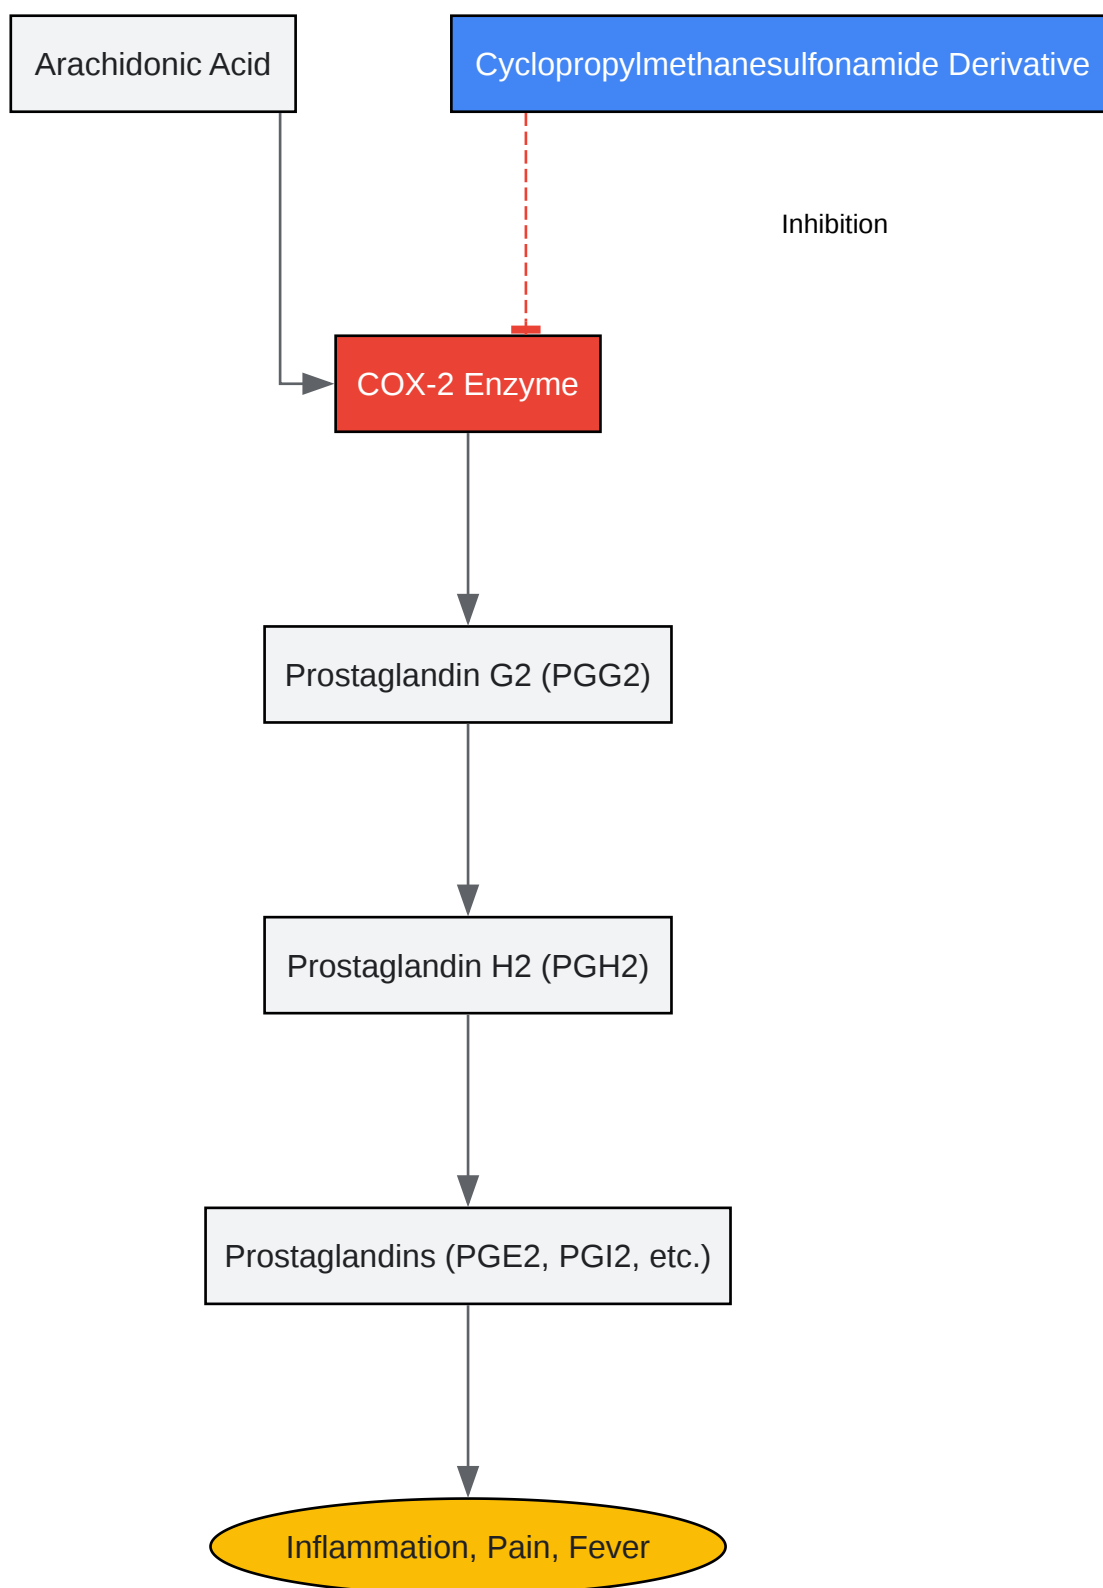 Arachidonic Acid
Cyclopropylmethanesulfonamide Derivative
Inhibition
COX-2 Enzyme
Prostaglandin G2 (PGG2)
Prostaglandin H2 (PGH2)
Prostaglandins (PGE2, PGI2, etc.)
Inflammation, Pain, Fever